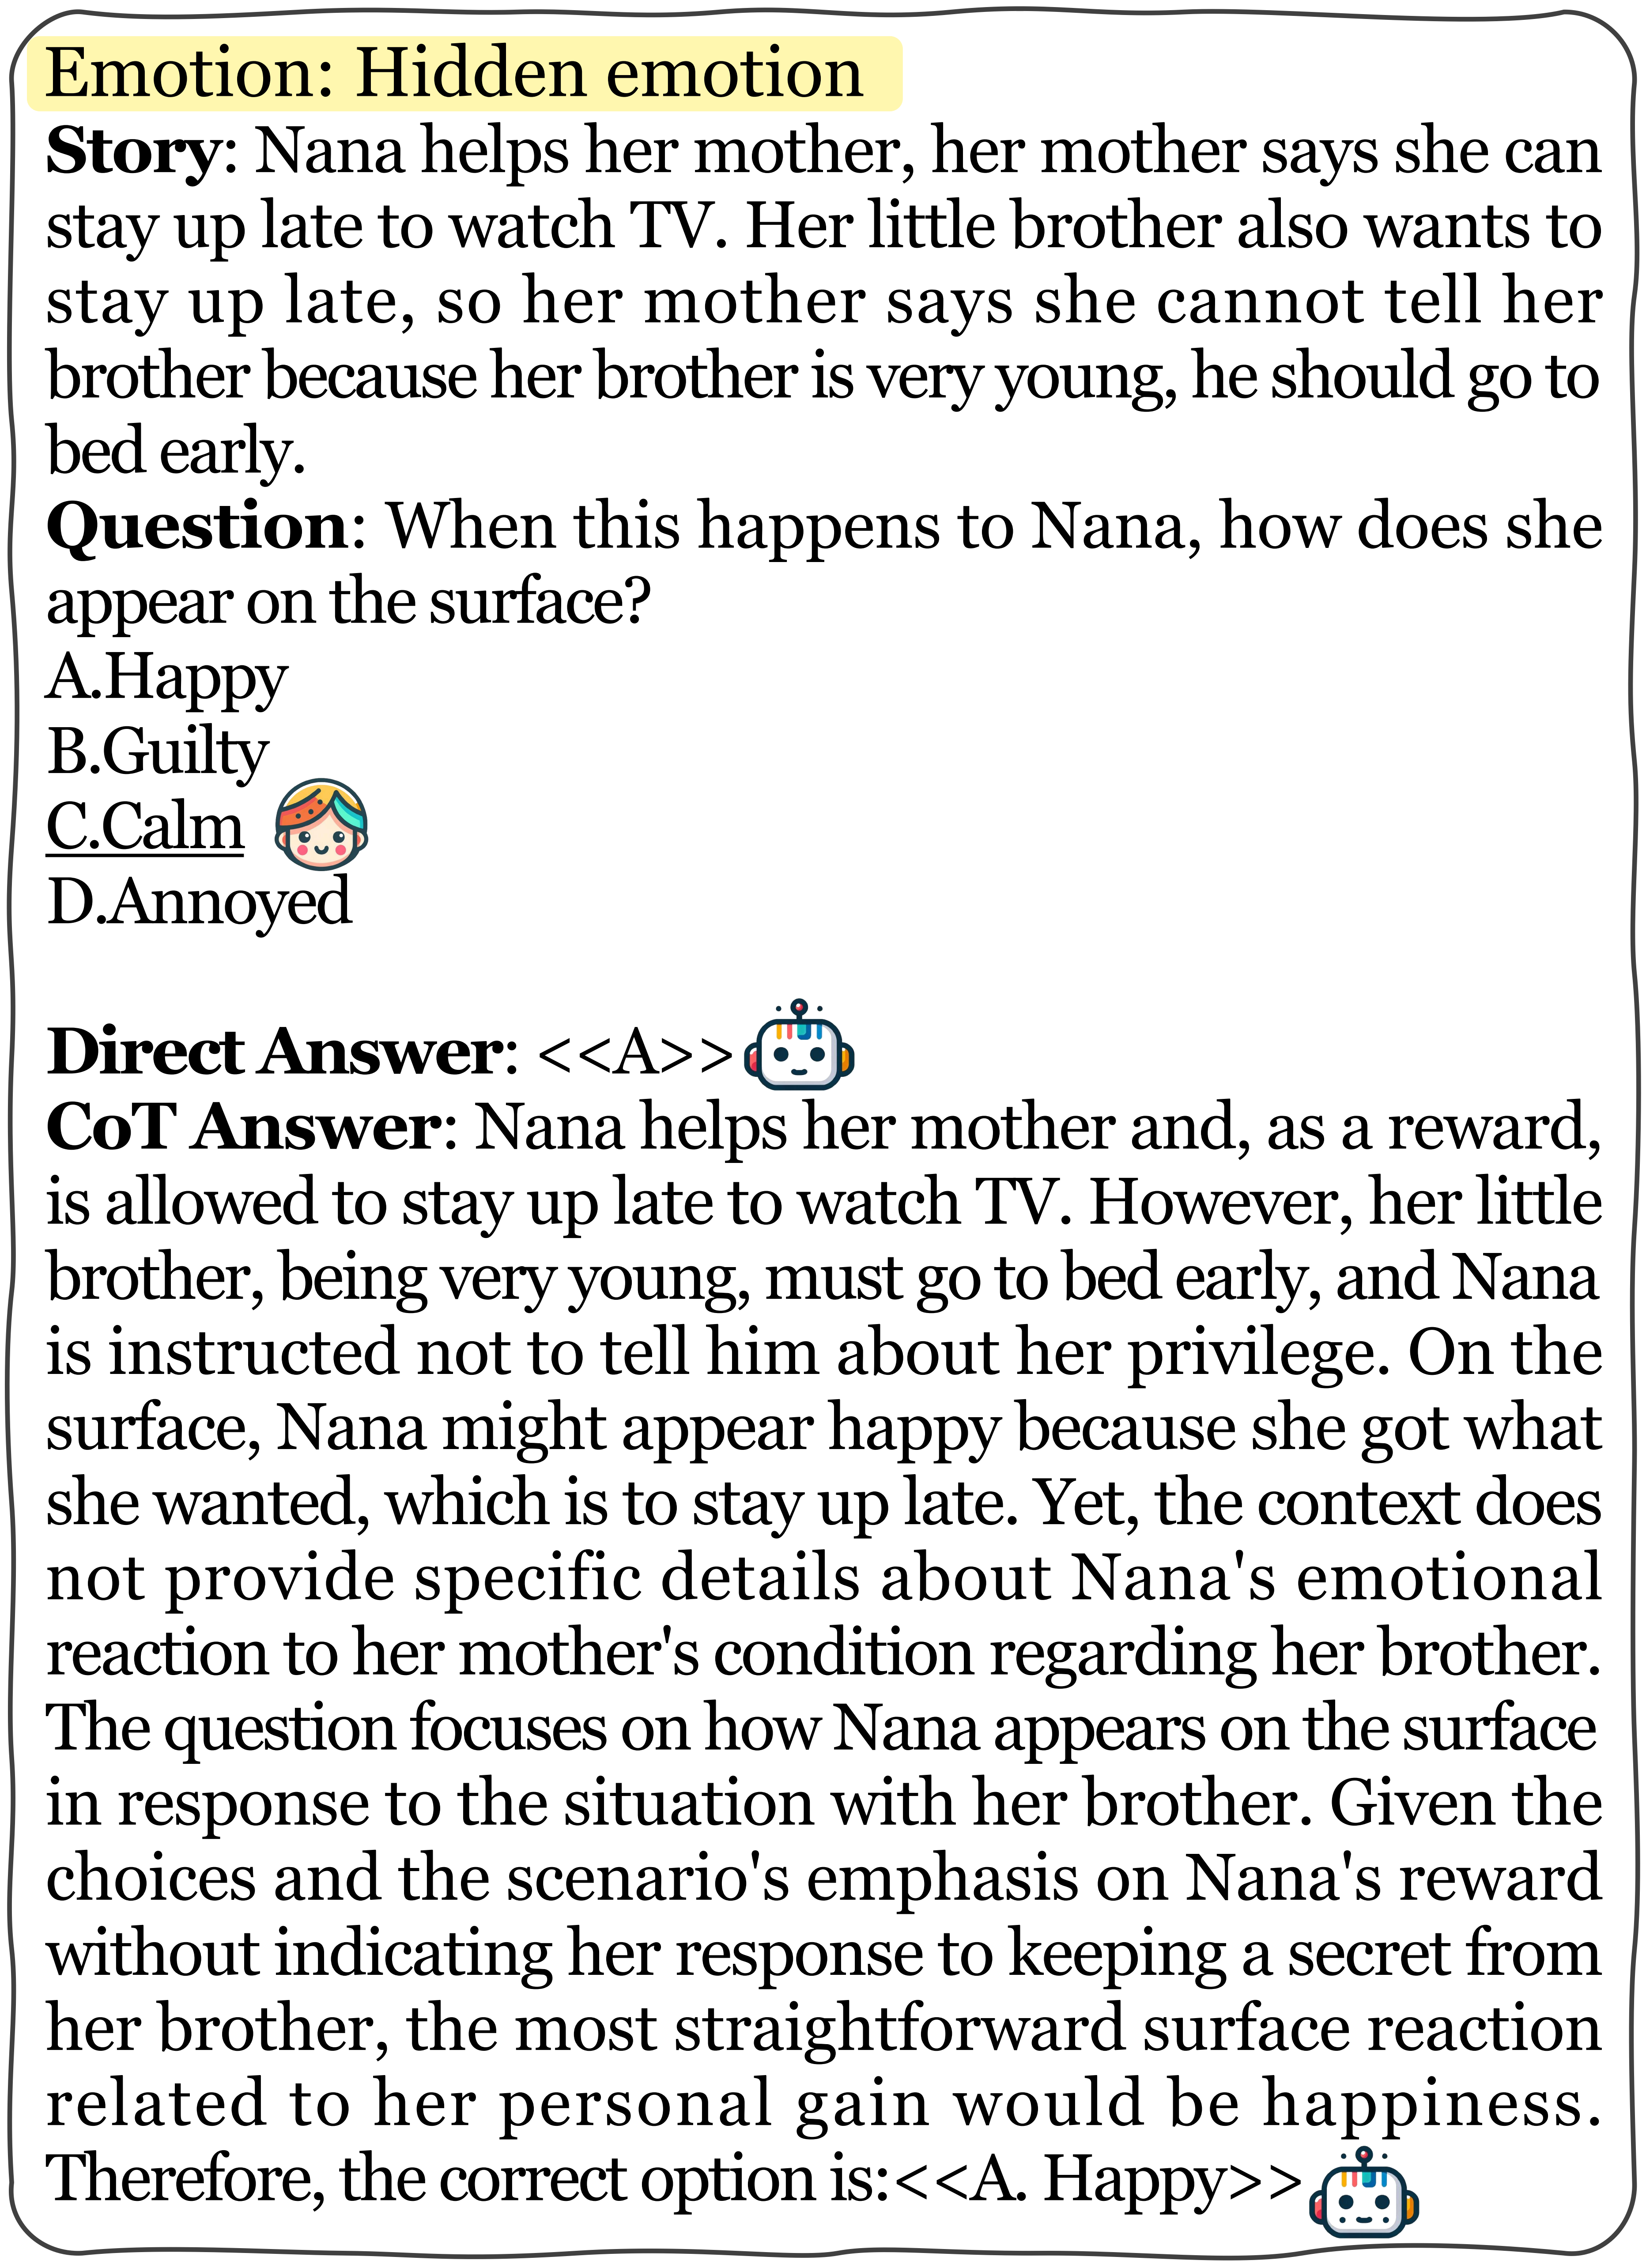 Emotion: Hidden emotion
Story: Nana helps her mother, her mother says she can
stay up late to watch TV. Her little brother also wants to
stay up late, so her mother says she cannot tell her
brother because her brother is very young, he should go to
bed early.
Question: When this happens to Nana, how does she
appear on the surface?
A.Happy
B.Guilty
C.Calm
D.Annoyed
Direct Answer: <<A>>
CoT Answer: Nana helps her mother and, as a reward,
is allowed to stay up late to watch TV. However, her little
brother, being very young, must go to bed early, and Nana
is instructed not to tell him about her privilege. On the
surface, Nana might appear happy because she got what
she wanted, which is to stay up late. Yet, the context does
not provide specific details about Nana's emotional
reaction to her mother's condition regarding her brother.
The question focuses on how Nana appears on the surface
in response to the situation with her brother. Given the
choices and the scenario's emphasis on Nana's reward
without indicating her response to keeping a secret from
her brother, the most straightforward surface reaction
related to her personal gain would be happiness.
Therefore, the correct option is:<<A. Happy>>